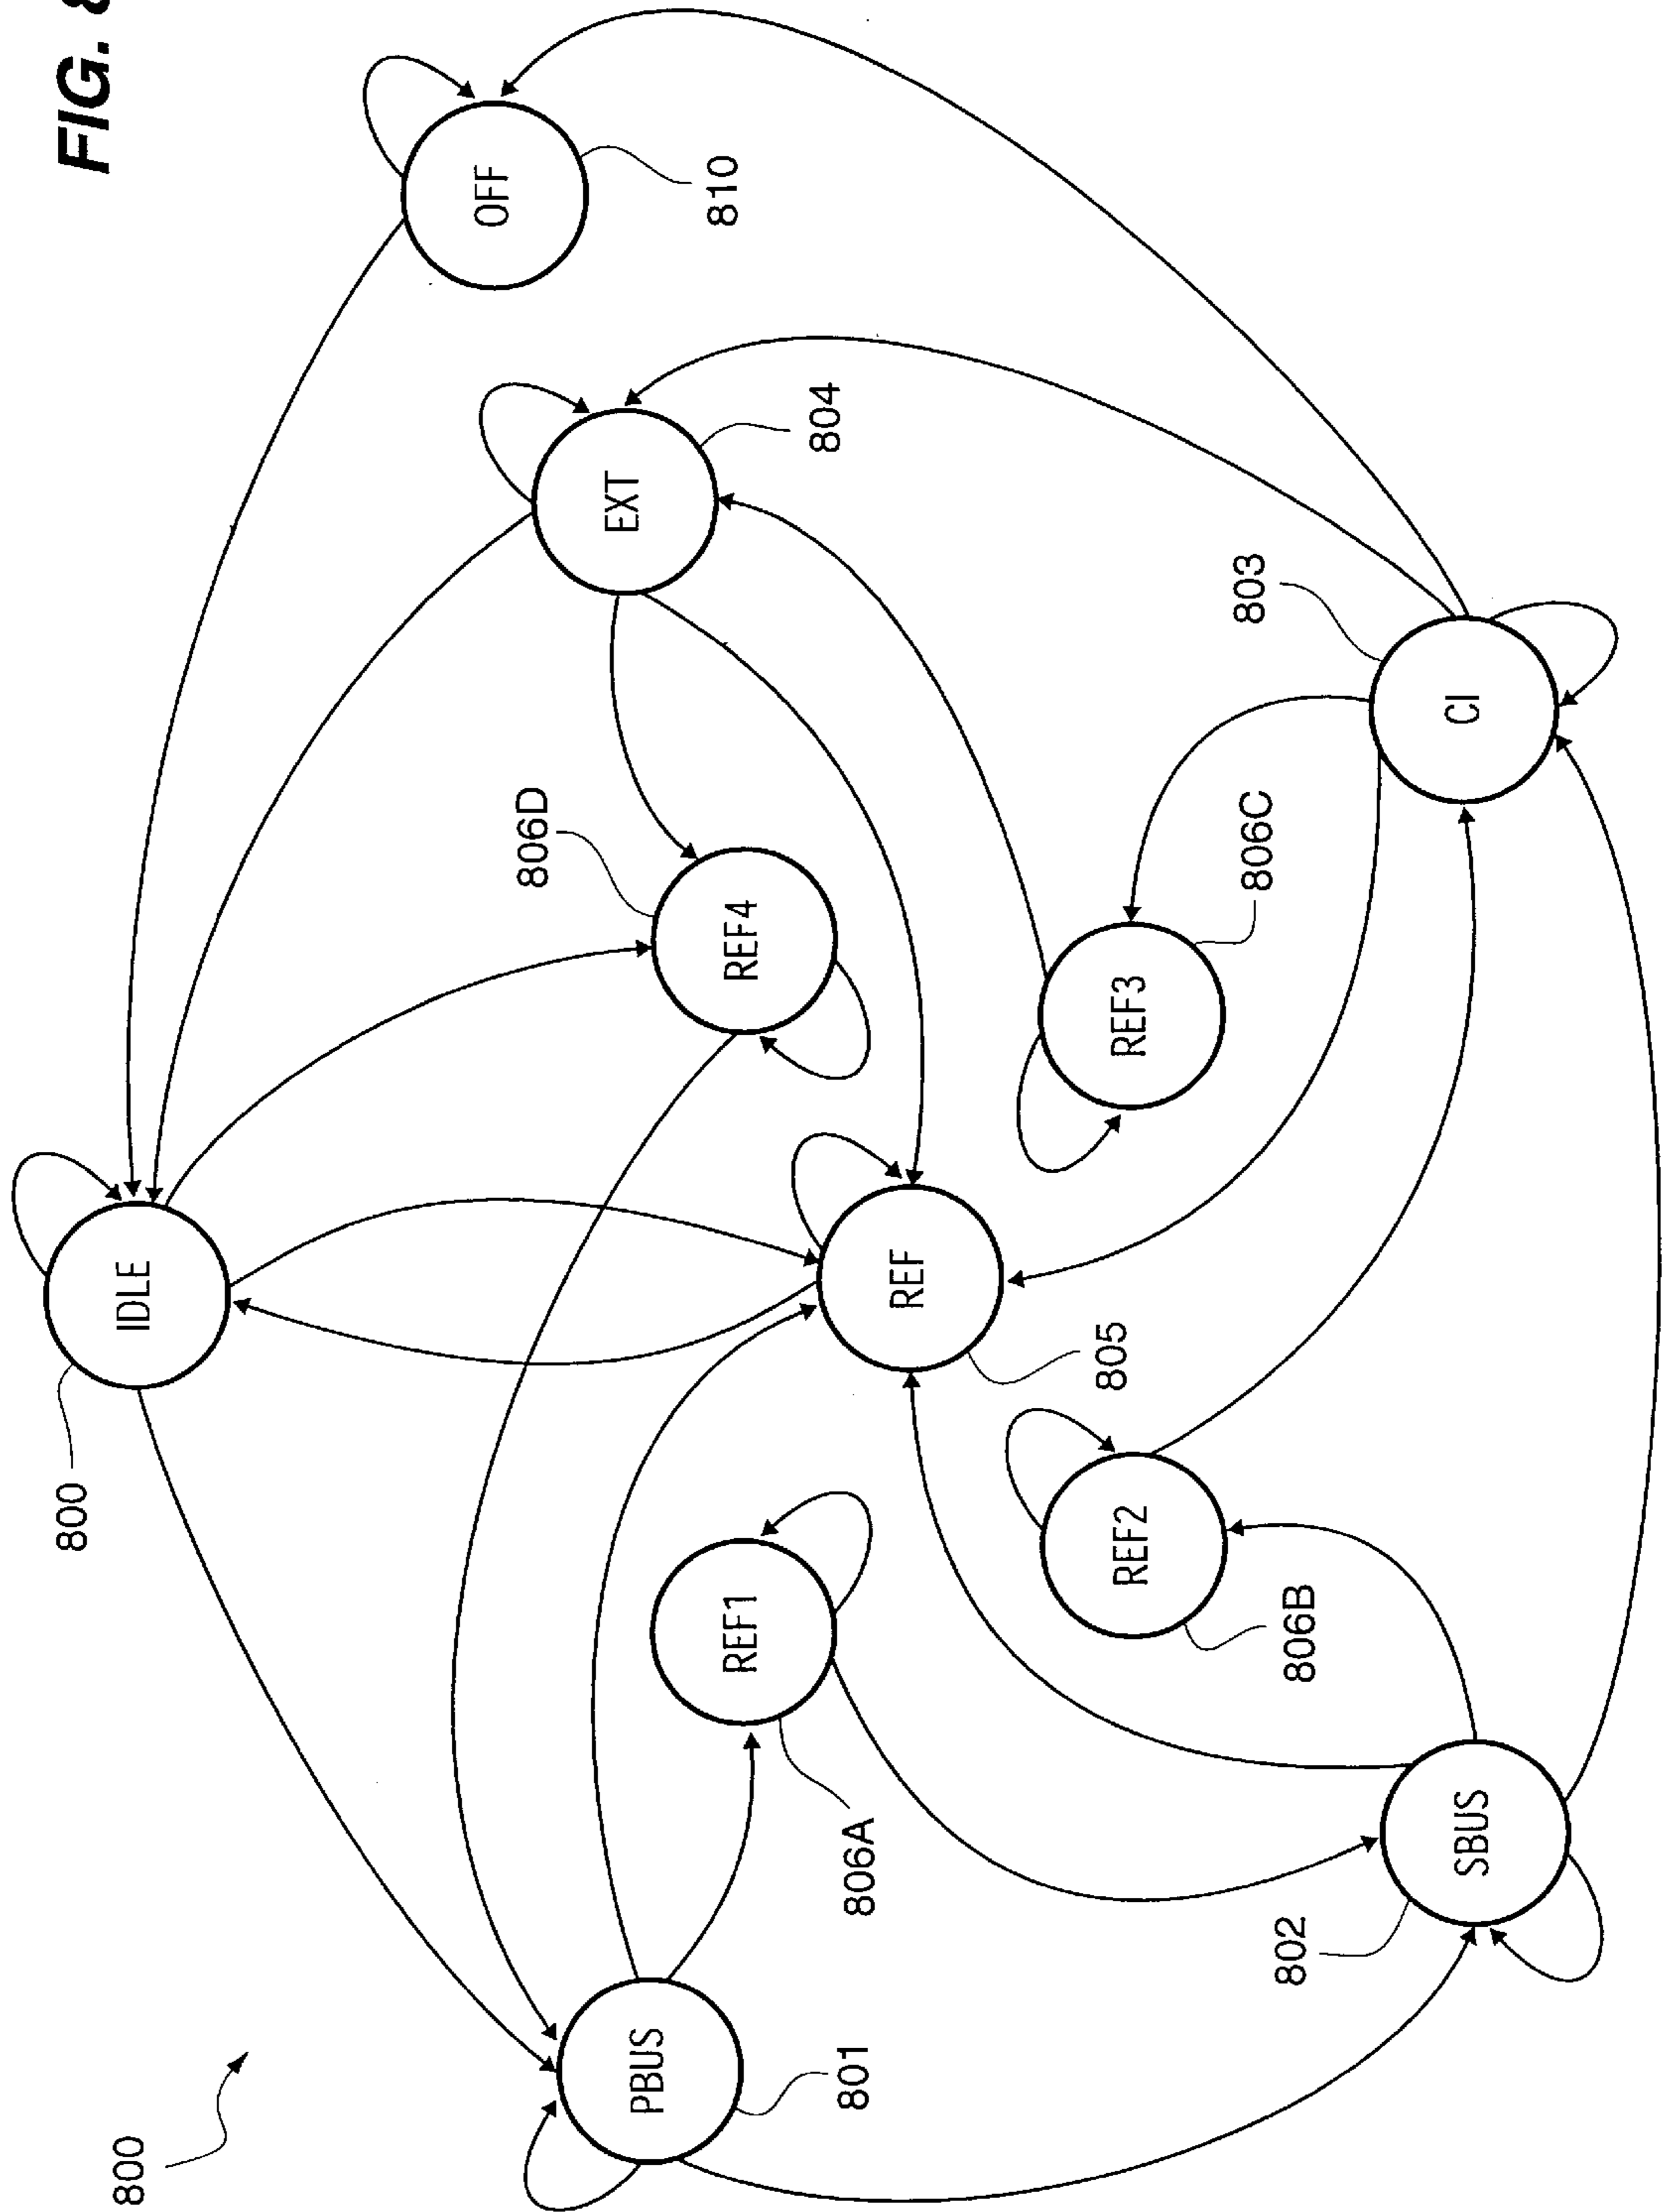 FIG. 8
800
800
IDLE
OFF
810
EXT
804
806D
REF4
PBUS
801
REF1
806A
REF
805
REF2
806B
REF3
806C
803
CI
802
SBUS